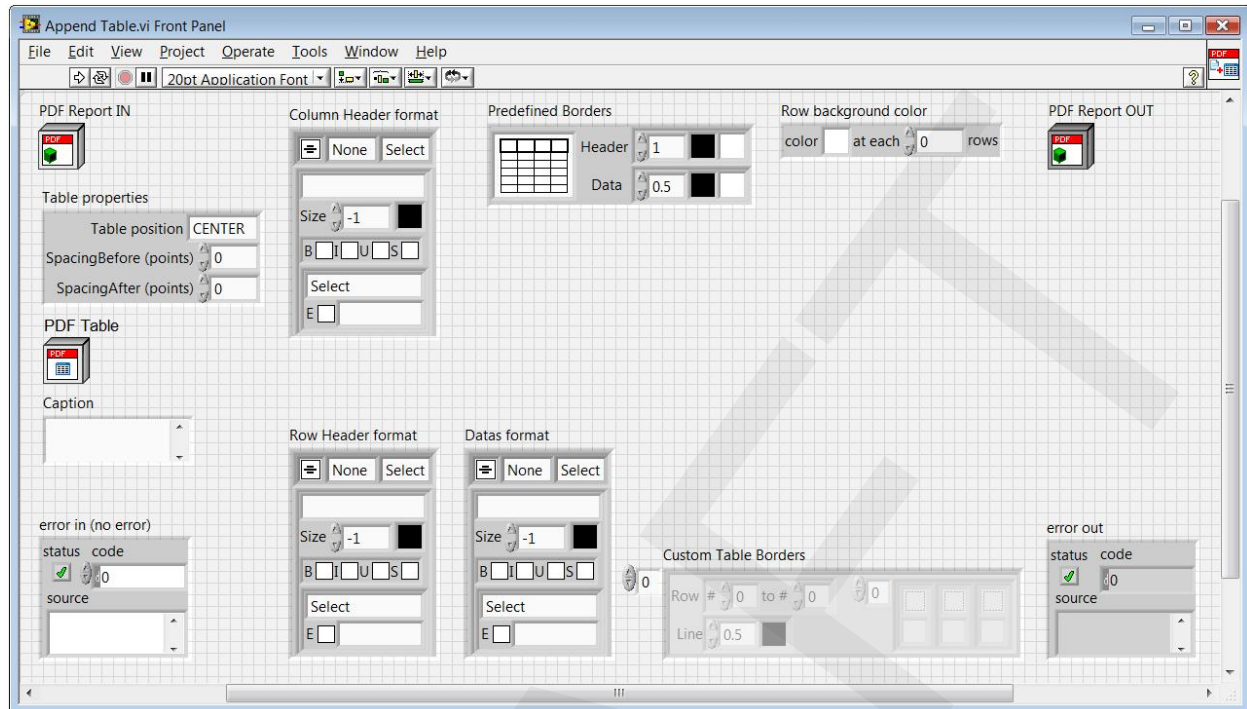 Append Table.vi Front Panel
File Edit View Project Operate Tools Window Help
PDF
20pt Application Font
?
PDF Report IN
PDF
Column Header format
None Select
Size -1
B I U S
Select
E
Predefined Borders
Header 1
Data 0.5
Row background color
color at each 0 rows
PDF Report OUT
PDF
Table properties
Table position CENTER
SpacingBefore (points) 0
SpacingAfter (points) 0
PDF Table
PDF
Caption
Row Header format
None Select
Size -1
B I U S
Select
E
Datas format
None Select
Size -1
B I U S
Select
E
error in (no error)
status code
0
source
0
Custom Table Borders
Row # 0 to # 0 0
Line 0.5
error out
status code
0
source